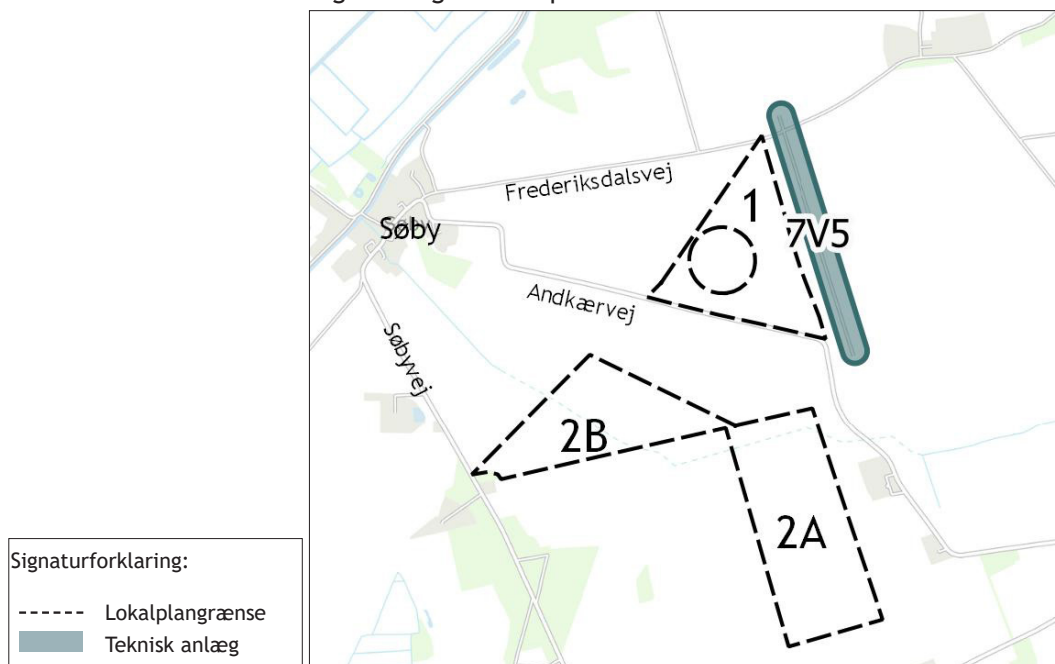 Frederiksdalsvej
1
7V5
Søby
Andkærvej
Søbyvej
2B
2A
Signaturforklaring:
Lokalplangrænse
Teknisk anlæg